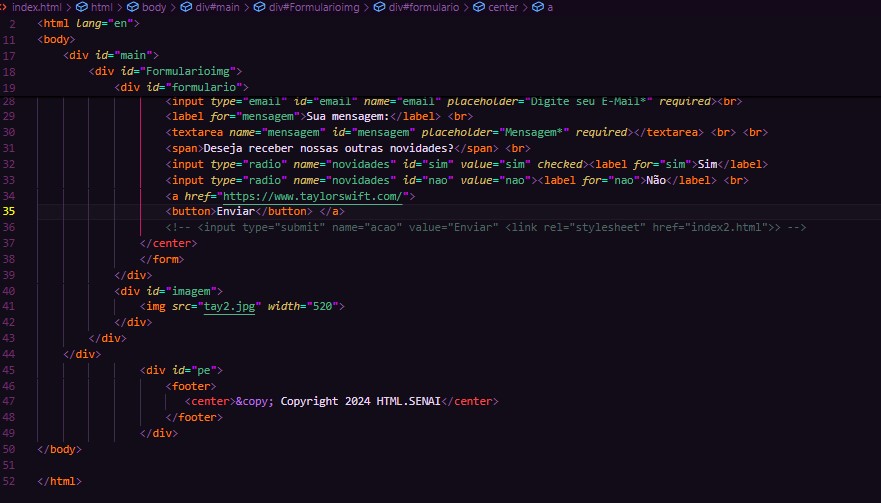 index.html > html > body > div#main > div#Formularioimg > div#formulario > center > a
2 <html lang="en">
11 <body>
17 <div id="main">
18 <div id="Formularioimg">
19 <div id="formulario">
28 <input type="email" id="email" name="email" placeholder="Digite seu E-Mail*" required><br>
29 <label for="mensagem">Sua mensagem:</label> <br>
30 <textarea name="mensagem" id="mensagem" placeholder="Mensagem*" required></textarea> <br> <br>
31 <span>Deseja receber nossas outras novidades?</span> <br>
32 <input type="radio" name="novidades" id="sim" value="sim" checked><label for="sim">Sim</label>
33 <input type="radio" name="novidades" id="nao" value="nao"><label for="nao">Não</label> <br>
34 <a href="https://www.taylorswift.com/">
35 <button>Enviar</button> </a>
36 <!-- <input type="submit" name="acao" value="Enviar" <link rel="stylesheet" href="index2.html">> -->
37 </center>
38 </form>
39 </div>
40 <div id="imagem">
41 <img src="tay2.jpg" width="520">
42 </div>
43 </div>
44 </div>
45 <div id="pe">
46 <footer>
47 <center>&copy; Copyright 2024 HTML.SENAI</center>
48 </footer>
49 </div>
50 </body>
51
52 </html>